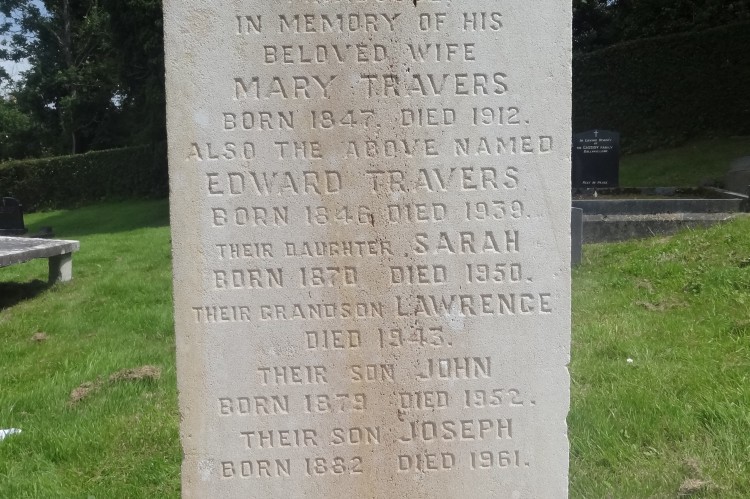 IN MEMORY OF HIS
BELOVED WIFE
MARY TRAVERS
BORN 1847. DIED 1912.
ALSO THE ABOVE NAMED
EDWARD TRAVERS
BORN 1846 DIED 1939.
THEIR DAUGHTER SARAH
BORN 1870 DIED 1950.
THEIR GRANDSON LAWRENCE
DIED 1943.
THEIR SON JOHN
BORN 1879 DIED 1952.
THEIR SON JOSEPH
BORN 1882 DIED 1961.